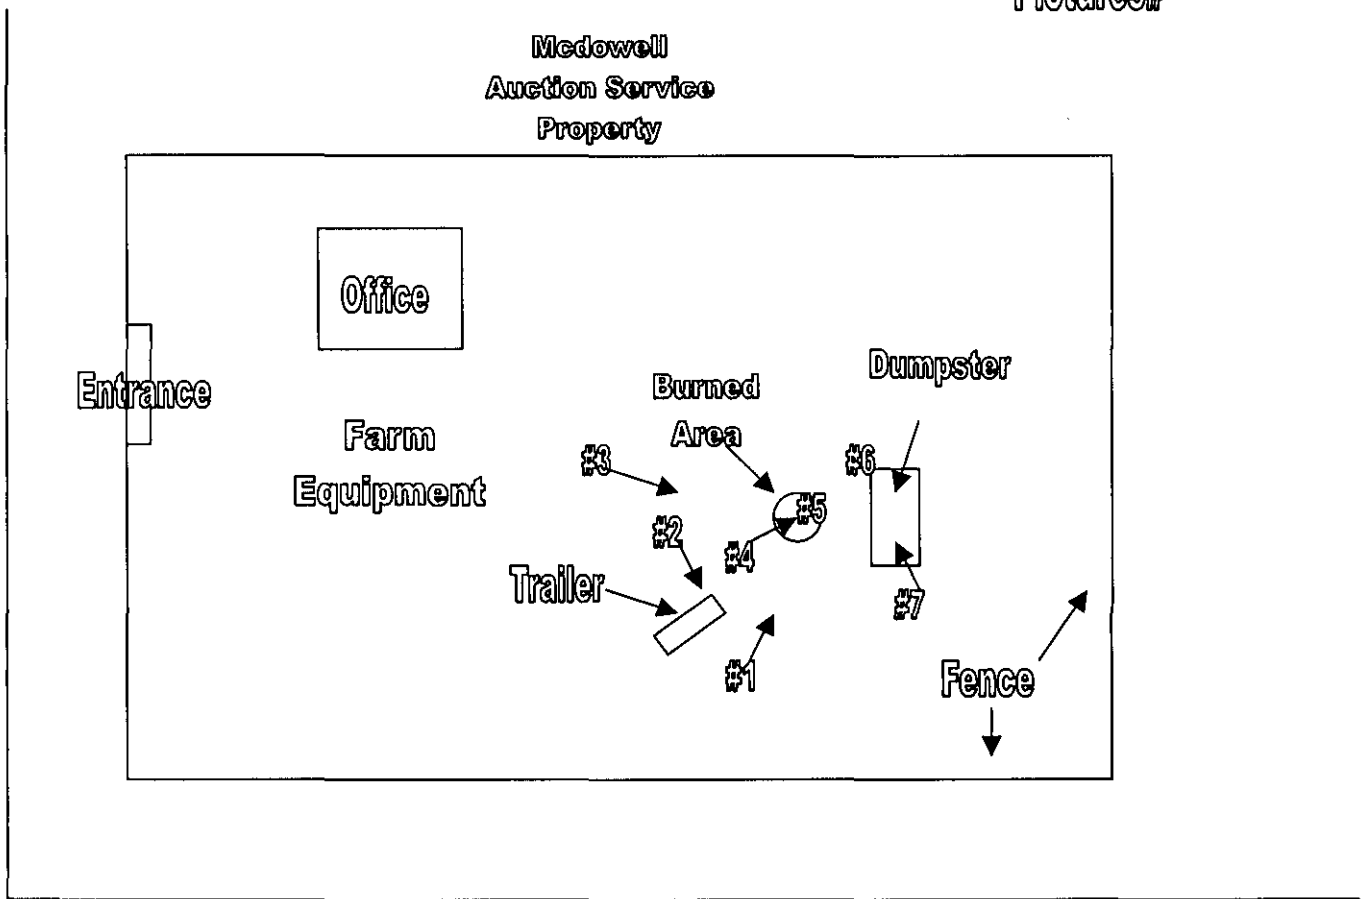 Pictures#
Mcdowell
Auction Service
Property
Office
Entrance
Dumpster
Burned
Area
Farm
Equipment
#3
#6
#5
#2
#4
Trailer
#7
#1
Fence